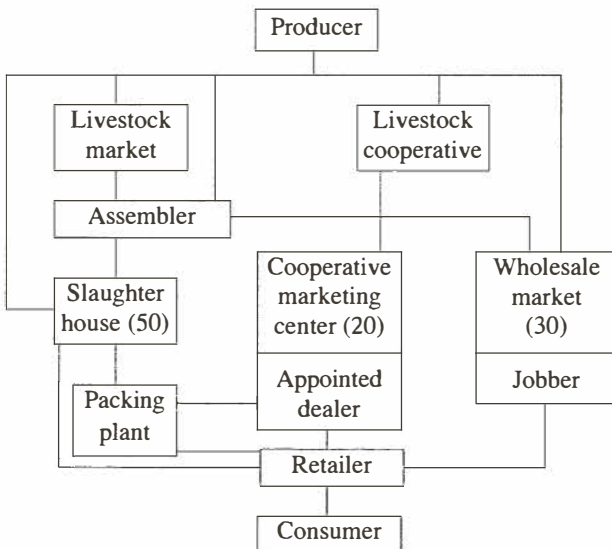 Producer
Livestock
market
Livestock
cooperative
Assembler
Slaughter
house (50)
Cooperative
marketing
center (20)
Wholesale
market
(30)
Packing
plant
Appointed
dealer
Jobber
Retailer
Consumer